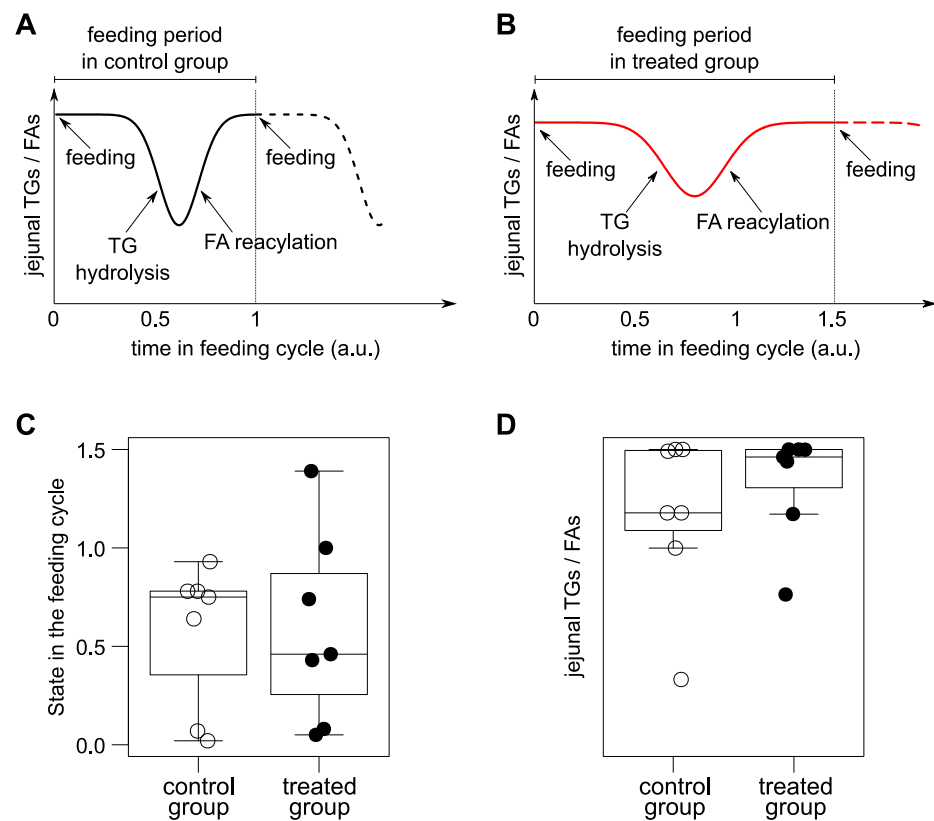 A
feeding period
in control group
jejunal TGs / FAs
feeding
feeding
TG
hydrolysis
FA reacylation
0
0.5
1
time in feeding cycle (a.u.)
B
feeding period
in treated group
jejunal TGs / FAs
feeding
feeding
TG
hydrolysis
FA reacylation
0
0.5
1
1.5
time in feeding cycle (a.u.)
C
State in the feeding cycle
1.5
1.0
0.5
0.0
control
group
treated
group
D
jejunal TGs / FAs
control
group
treated
group